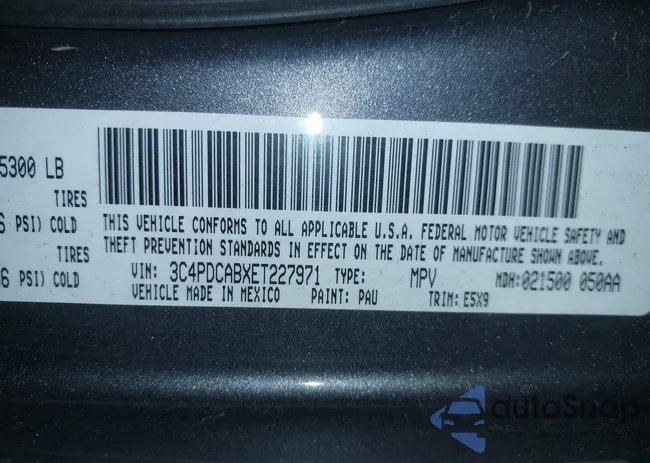 5300 LB
TIRES
6 PSI) COLD
TIRES
6 PSI) COLD
THIS VEHICLE CONFORMS TO ALL APPLICABLE U.S.A. FEDERAL MOTOR VEHICLE SAFETY AND
THEFT PREVENTION STANDARDS IN EFFECT ON THE DATE OF MANUFACTURE SHOWN ABOVE.
VIN: 3C4PDCABXET227971 TYPE: MPV MDH:021500 050AA
VEHICLE MADE IN MEXICO PAINT: PAU TRIM: E5X9
autoSnap